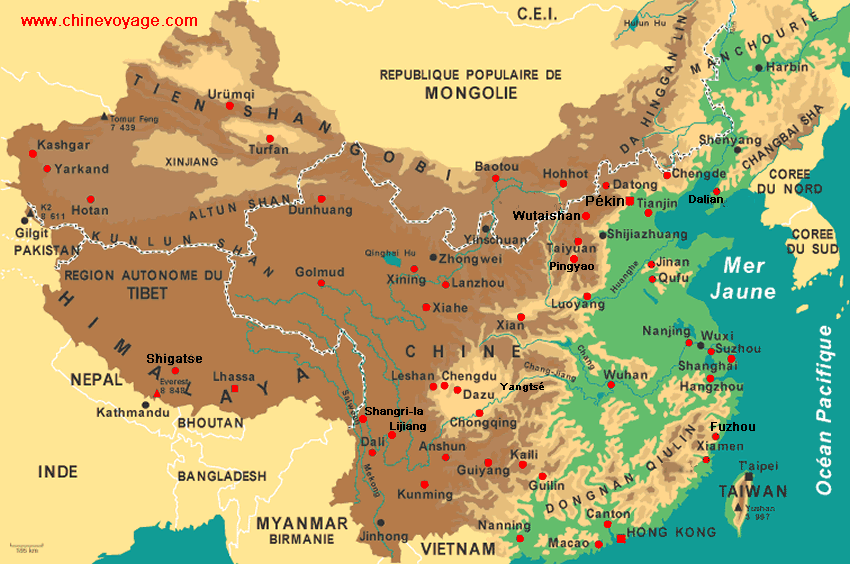 www.chinevoyage.com
C.E.I.
Hulun Hu
MANCHOURIE
Harbin
REPUBLIQUE POPULAIRE DE
MONGOLIE
DA HINGGAN LIN
CHANGBAI SHA
Shenyang
TIEN SHAN
Urümqi
Tomur Feng
7 439
Turfan
GOBI
Kashgar
Yarkand
XINJIANG
Baotou
Hohhot
Datong
Chengde
COREE
DU NORD
Dalian
K2
8 611
Hotan
ALTUN SHAN
Dunhuang
Pékin
Tianjin
Wutaishan
Gilgit
PAKISTAN
KUNLUN SHAN
Yinschuan
Shijiazhuang
COREE
DU SUD
Taiyuan
Pingyao
Qinghai Hu
Zhongwei
Huanghe
Jinan
Qufu
Mer
Jaune
REGION AUTONOME DU
TIBET
Golmud
Xining
Lanzhou
Xiahe
Luoyang
Xian
HIMALAYA
CHINE
Nanjing
Wuxi
Suzhou
Shanghai
Hangzhou
Océan Pacifique
Shigatse
Everest
8 848
Lhassa
NEPAL
Kathmandu
BHOUTAN
Leshan
Chengdu
Dazu
Yangtsé
Chang-Jiang
Chang
Wuhan
Salween
Shangri-la
Lijiang
Chongqing
Fuzhou
Xiamen
INDE
BANGLADESH
Dali
Mekong
Anshun
Guiyang
Kaili
Guilin
DONGNAN QIULIN
Kunming
T'aipei
TAIWAN
Yushan
3 997
MYANMAR
BIRMANIE
Jinhong
VIETNAM
Nanning
Canton
HONG KONG
Macao
185 km